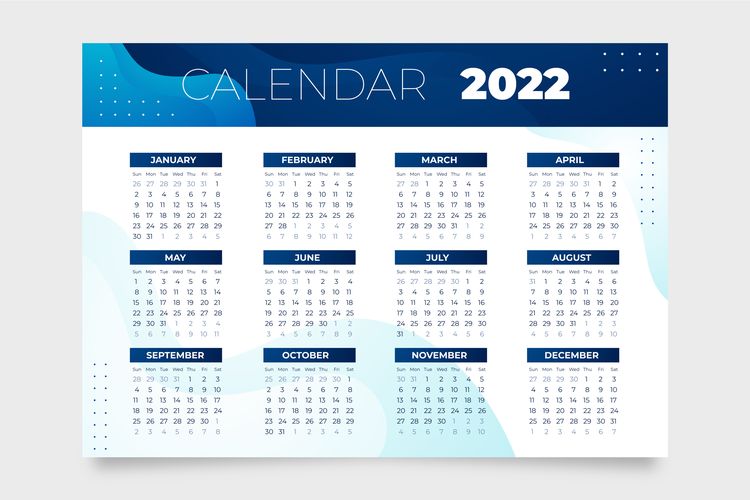 CALENDAR 2022
JANUARY
Sun Mon Tue Wed Thu Fri Sat
26 27 28 29 30 31 1
2 3 4 5 6 7 8
9 10 11 12 13 14 15
16 17 18 19 20 21 22
23 24 25 26 27 28 29
30 31 1 2 3 4 5
FEBRUARY
Sun Mon Tue Wed Thu Fri Sat
30 31 1 2 3 4 5
6 7 8 9 10 11 12
13 14 15 16 17 18 19
20 21 22 23 24 25 26
27 28 1 2 3 4 5
6 7 8 9 10 11 12
MARCH
Sun Mon Tue Wed Thu Fri Sat
27 28 1 2 3 4 5
6 7 8 9 10 11 12
13 14 15 16 17 18 19
20 21 22 23 24 25 26
27 28 29 30 31 1 2
3 4 5 6 7 8 9
APRIL
Sun Mon Tue Wed Thu Fri Sat
27 28 29 30 31 1 2
3 4 5 6 7 8 9
10 11 12 13 14 15 16
17 18 19 20 21 22 23
24 25 26 27 28 29 30
1 2 3 4 5 6 7
MAY
Sun Mon Tue Wed Thu Fri Sat
1 2 3 4 5 6 7
8 9 10 11 12 13 14
15 16 17 18 19 20 21
22 23 24 25 26 27 28
29 30 31 1 2 3 4
5 6 7 8 9 10 11
JUNE
Sun Mon Tue Wed Thu Fri Sat
29 30 31 1 2 3 4
5 6 7 8 9 10 11
12 13 14 15 16 17 18
19 20 21 22 23 24 25
26 27 28 29 30 1 2
3 4 5 6 7 8 9
JULY
Sun Mon Tue Wed Thu Fri Sat
26 27 28 29 30 1 2
3 4 5 6 7 8 9
10 11 12 13 14 15 16
17 18 19 20 21 22 23
24 25 26 27 28 29 30
31 1 2 3 4 5 6
AUGUST
Sun Mon Tue Wed Thu Fri Sat
31 1 2 3 4 5 6
7 8 9 10 11 12 13
14 15 16 17 18 19 20
21 22 23 24 25 26 27
28 29 30 31 1 2 3
4 5 6 7 8 9 10
SEPTEMBER
Sun Mon Tue Wed Thu Fri Sat
28 29 30 31 1 2 3
4 5 6 7 8 9 10
11 12 13 14 15 16 17
18 19 20 21 22 23 24
25 26 27 28 29 30 1
2 3 4 5 6 7 8
OCTOBER
Sun Mon Tue Wed Thu Fri Sat
25 26 27 28 29 30 1
2 3 4 5 6 7 8
9 10 11 12 13 14 15
16 17 18 19 20 21 22
23 24 25 26 27 28 29
30 31 1 2 3 4 5
NOVEMBER
Sun Mon Tue Wed Thu Fri Sat
30 31 1 2 3 4 5
6 7 8 9 10 11 12
13 14 15 16 17 18 19
20 21 22 23 24 25 26
27 28 29 30 1 2 3
4 5 6 7 8 9 10
DECEMBER
Sun Mon Tue Wed Thu Fri Sat
27 28 29 30 1 2 3
4 5 6 7 8 9 10
11 12 13 14 15 16 17
18 19 20 21 22 23 24
25 26 27 28 29 30 31
1 2 3 4 5 6 7